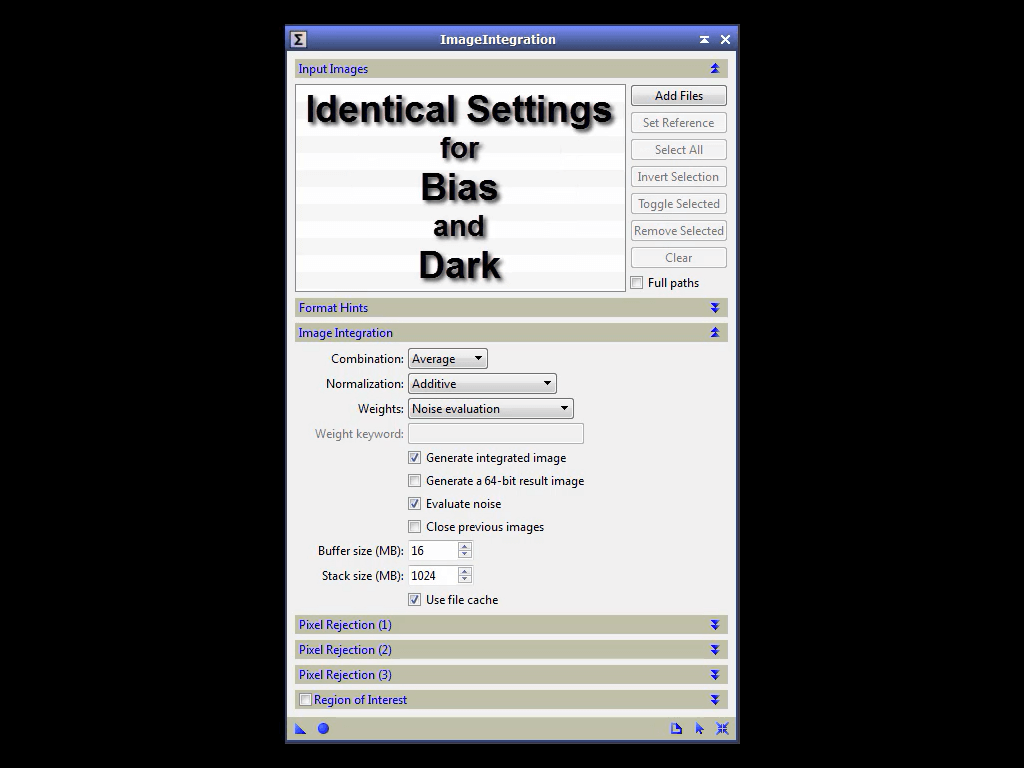 ImageIntegration
Input Images
Identical Settings
for
Bias
and
Dark
Add Files
Set Reference
Select All
Invert Selection
Toggle Selected
Remove Selected
Clear
Full paths
Format Hints
Image Integration
Combination: Average
Normalization: Additive
Weights: Noise evaluation
Weight keyword:
Generate integrated image
Generate a 64-bit result image
Evaluate noise
Close previous images
Buffer size (MB): 16
Stack size (MB): 1024
Use file cache
Pixel Rejection (1)
Pixel Rejection (2)
Pixel Rejection (3)
Region of Interest